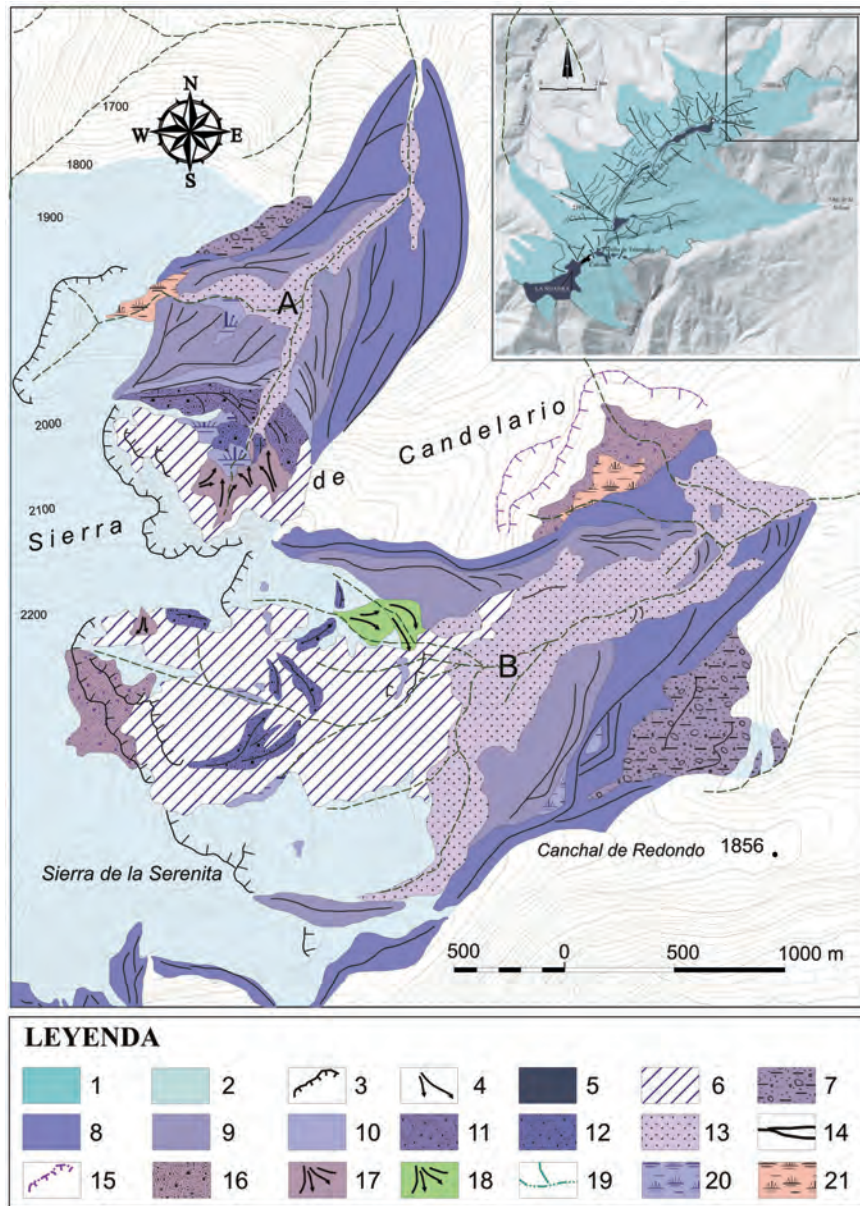 N
W E
S
1700
1800
1900
2000
2100
2200
A
B
Sierra de Candelario
Sierra de la Serenita
Canchal de Redondo 1856
500 0 500 1000 m
LEYENDA
1 2 3 4 5 6 7
8 9 10 11 12 13 14
15 16 17 18 19 20 21